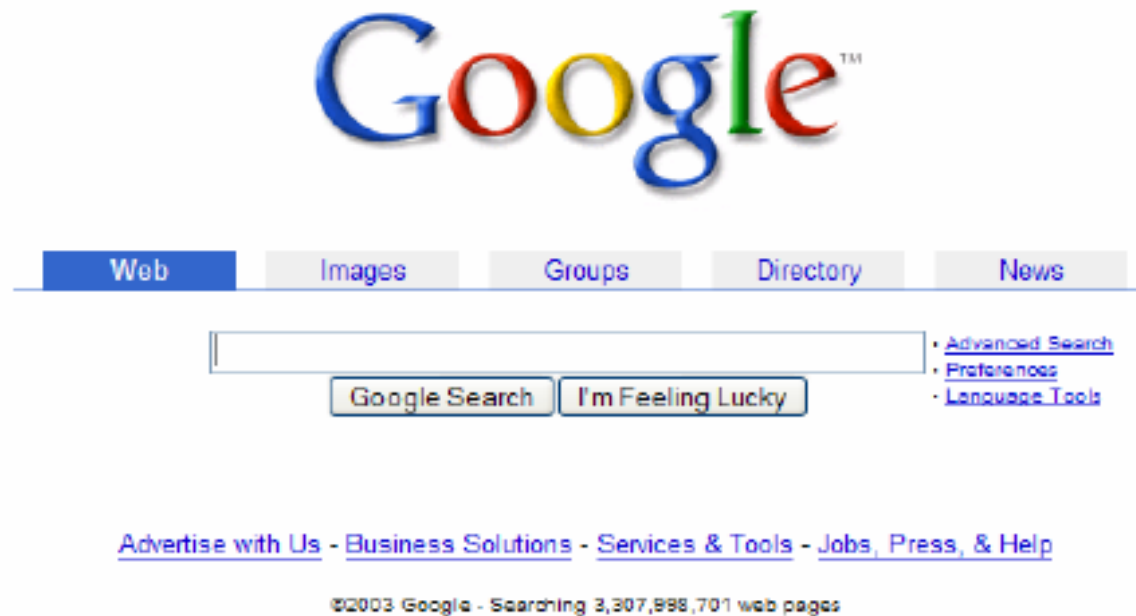 Google™
Web Images Groups Directory News
• Advanced Search
• Preferences
• Language Tools
Google Search I'm Feeling Lucky
Advertise with Us - Business Solutions - Services & Tools - Jobs, Press, & Help
©2003 Google - Searching 3,307,998,701 web pages